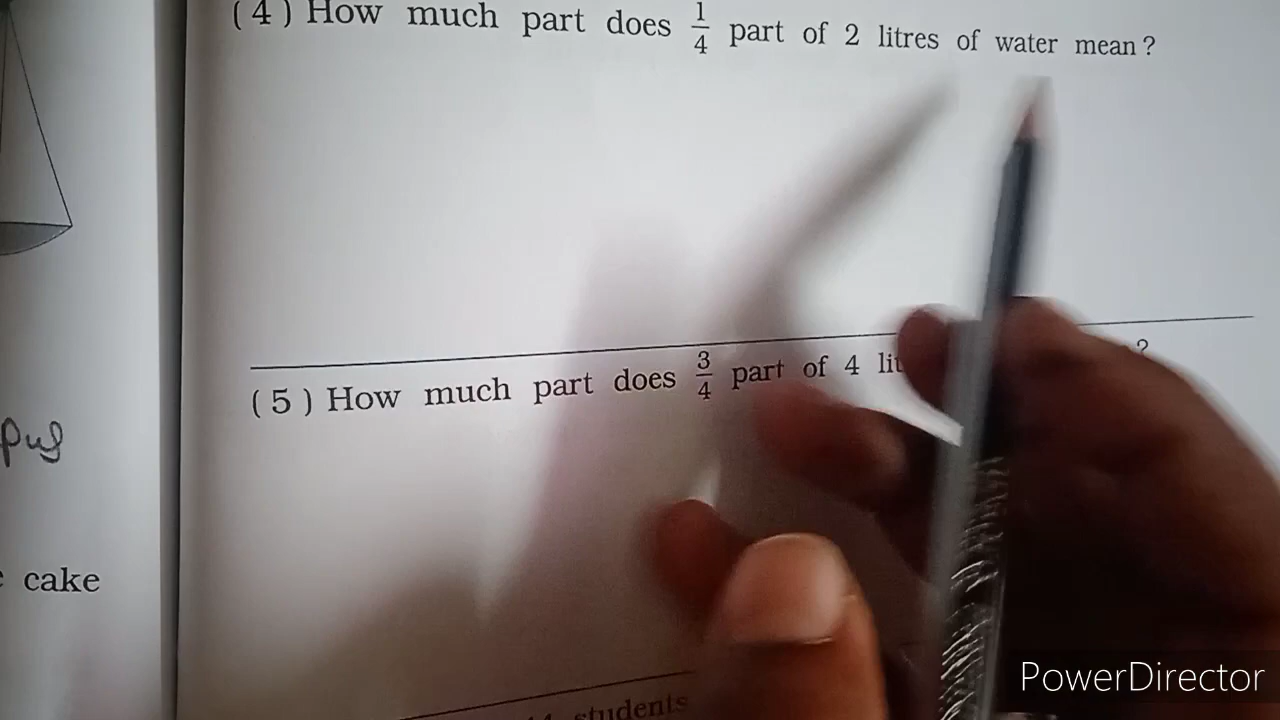 (4) How much part does 1/4 part of 2 litres of water mean?
(5) How much part does 3/4 part of 4 ?
cake
students
PowerDirector